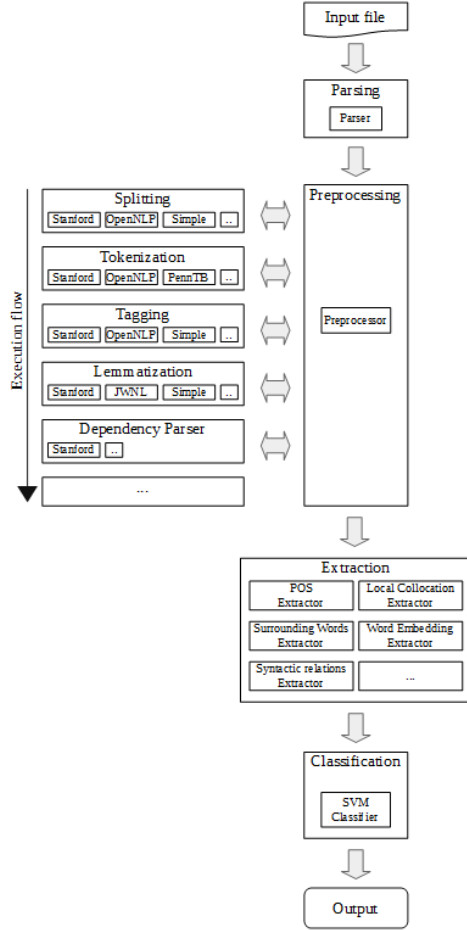 Input file
Parsing
Parser
Preprocessing
Preprocessor
Execution flow
Splitting
Stanford OpenNLP Simple ..
Tokenization
Stanford OpenNLP PennTB ..
Tagging
Stanford OpenNLP Simple ..
Lemmatization
Stanford JWNL Simple ..
Dependency Parser
Stanford ..
...
Extraction
POS
Extractor
Local Collocation
Extractor
Surrounding Words
Extractor
Word Embedding
Extractor
Syntactic relations
Extractor
...
Classification
SVM
Classifier
Output